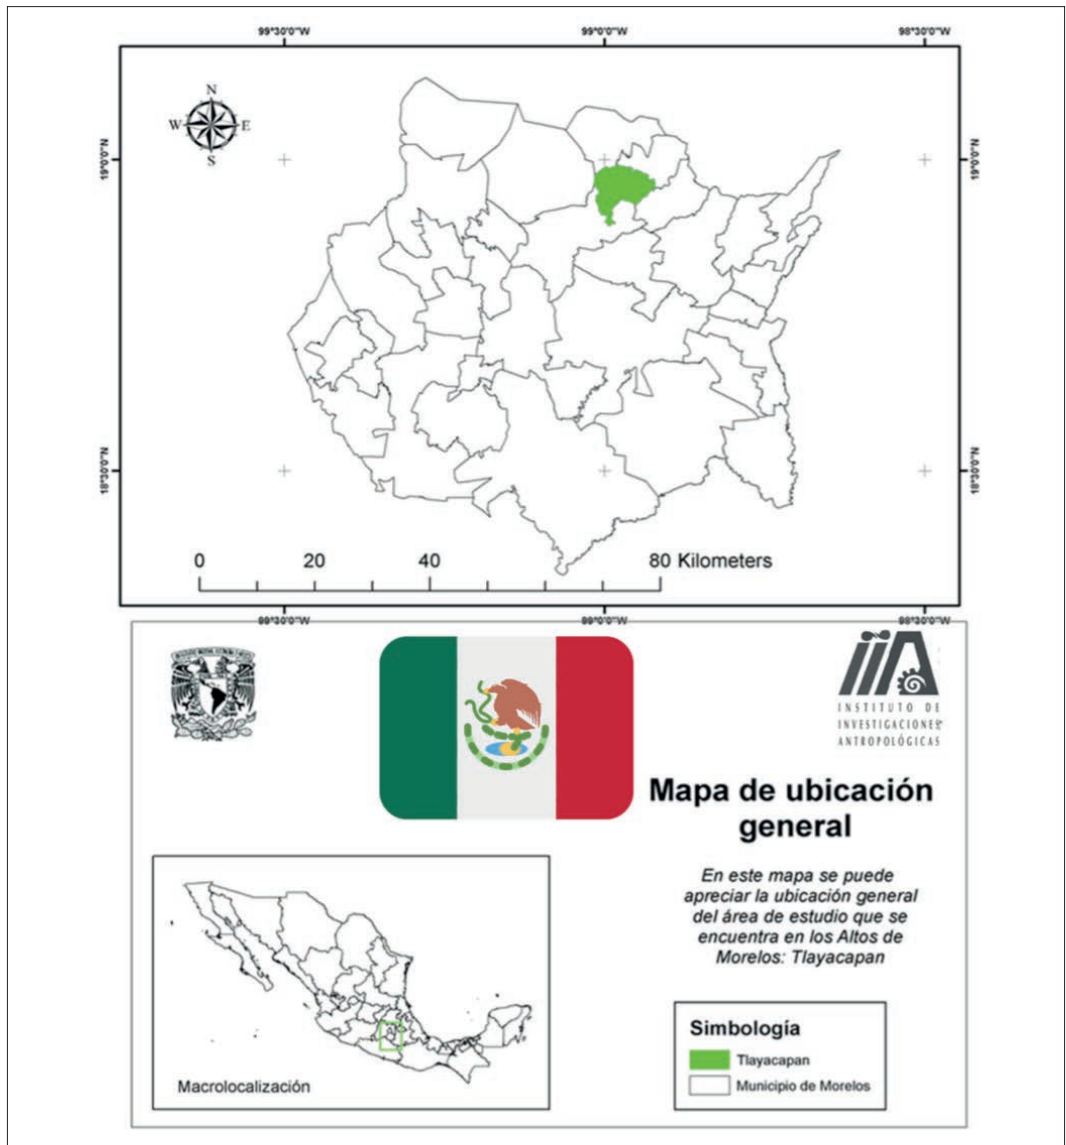 99°30'0"W 99°0'0"W 98°30'0"W
N
W E
S
19°0'0"N 19°0'0"N
18°30'0"N 18°30'0"N
0 20 40 80 Kilometers
99°30'0"W 99°0'0"W 98°30'0"W
IIA
INSTITUTO DE
INVESTIGACIONES
ANTROPOLÓGICAS
Mapa de ubicación
general
En este mapa se puede
apreciar la ubicación general
del área de estudio que se
encuentra en los Altos de
Morelos: Tlayacapan
Macrolocalización
Simbología
Tlayacapan
Municipio de Morelos